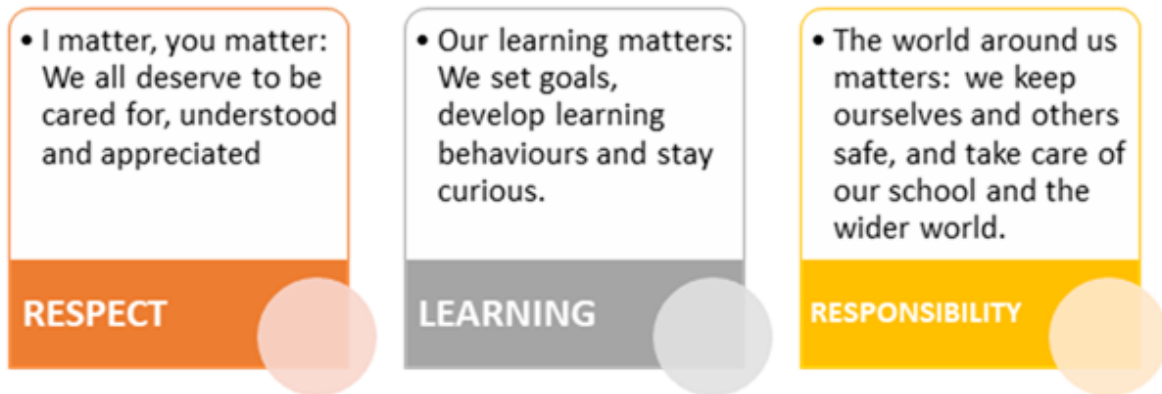 • I matter, you matter:
We all deserve to be
cared for, understood
and appreciated
RESPECT
• Our learning matters:
We set goals,
develop learning
behaviours and stay
curious.
LEARNING
• The world around us
matters:  we keep
ourselves and others
safe, and take care of
our school and the
wider world.
RESPONSIBILITY